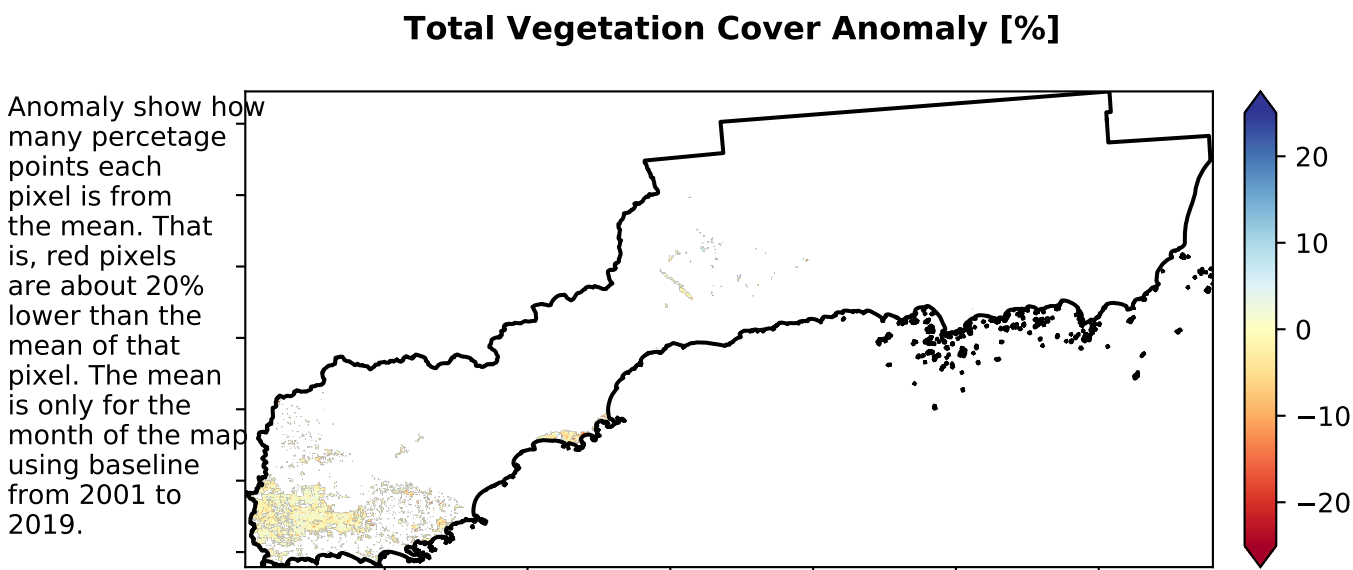 Total Vegetation Cover Anomaly [%]
Anomaly show how
many percetage
points each
pixel is from
the mean. That
is, red pixels
are about 20%
lower than the
mean of that
pixel. The mean
is only for the
month of the map
using baseline
from 2001 to
2019.
20
10
0
−10
−20